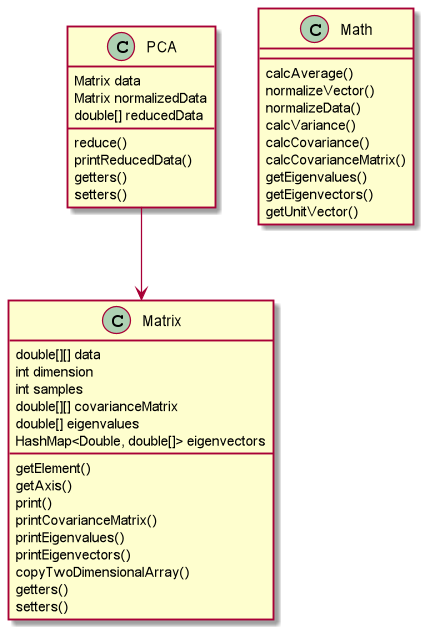 C PCA
Matrix data
Matrix normalizedData
double[] reducedData
reduce()
printReducedData()
getters()
setters()
C Math
calcAverage()
normalizeVector()
normalizeData()
calcVariance()
calcCovariance()
calcCovarianceMatrix()
getEigenvalues()
getEigenvectors()
getUnitVector()
C Matrix
double[][] data
int dimension
int samples
double[][] covarianceMatrix
double[] eigenvalues
HashMap<Double, double[]> eigenvectors
getElement()
getAxis()
print()
printCovarianceMatrix()
printEigenvalues()
printEigenvectors()
copyTwoDimensionalArray()
getters()
setters()